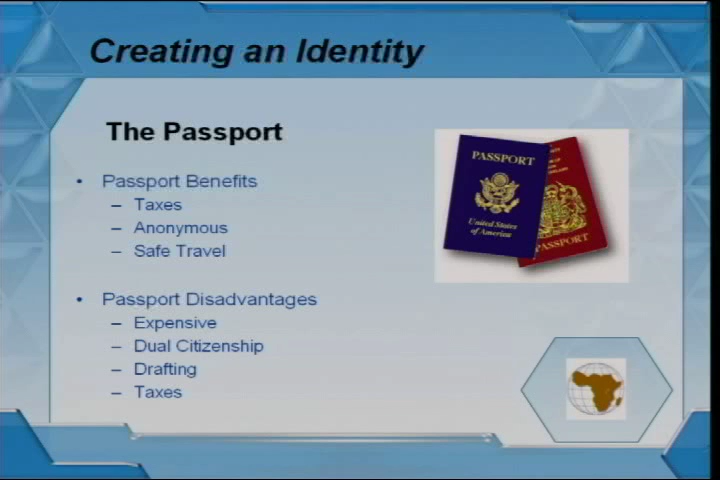 Creating an Identity
The Passport
• Passport Benefits
– Taxes
– Anonymous
– Safe Travel
• Passport Disadvantages
– Expensive
– Dual Citizenship
– Drafting
– Taxes
PASSPORT
United States
of America
PASSPORT